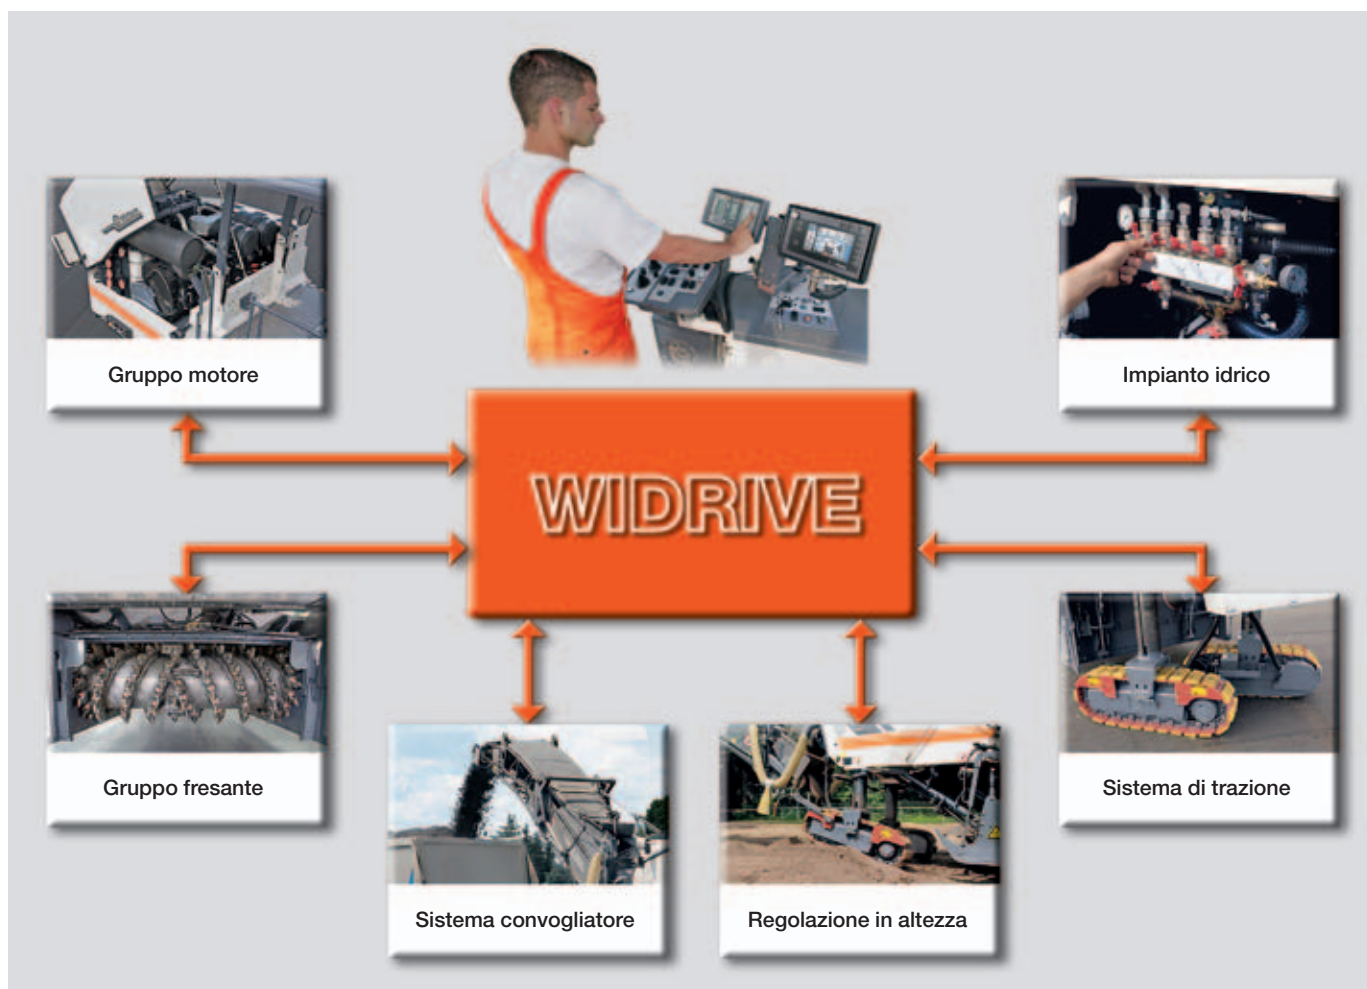 Gruppo motore
Impianto idrico
WIDRIVE
Gruppo fresante
Sistema di trazione
Sistema convogliatore
Regolazione in altezza